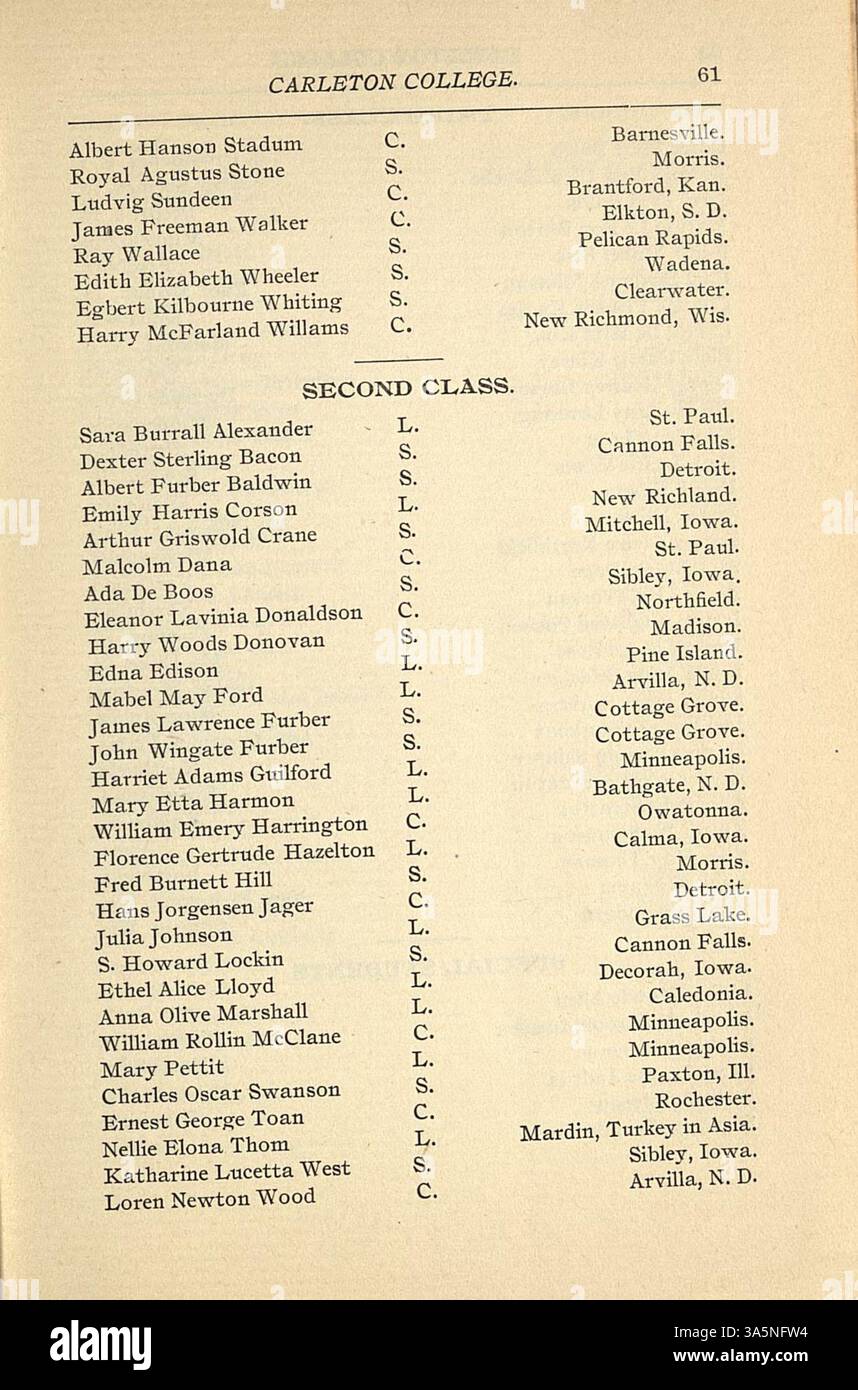 CARLETON COLLEGE. 61
Albert Hanson Stadum C. Barnesville.
Royal Agustus Stone S. Morris.
Ludvig Sundeen C. Brantford, Kan.
James Freeman Walker C. Elkton, S. D.
Ray Wallace S. Pelican Rapids.
Edith Elizabeth Wheeler S. Wadena.
Egbert Kilbourne Whiting S. Clearwater.
Harry McFarland Willams C. New Richmond, Wis.
SECOND CLASS.
Sara Burrall Alexander L. St. Paul.
Dexter Sterling Bacon S. Cannon Falls.
Albert Furber Baldwin S. Detroit.
Emily Harris Corson L. New Richland.
Arthur Griswold Crane S. Mitchell, Iowa.
Malcolm Dana C. St. Paul.
Ada De Boos S. Sibley, Iowa.
Eleanor Lavinia Donaldson C. Northfield.
Harry Woods Donovan S. Madison.
Edna Edison L. Pine Island.
Mabel May Ford L. Arvilla, N. D.
James Lawrence Furber S. Cottage Grove.
John Wingate Furber S. Cottage Grove.
Harriet Adams Guilford L. Minneapolis.
Mary Etta Harmon L. Bathgate, N. D.
William Emery Harrington C. Owatonna.
Florence Gertrude Hazelton L. Calma, Iowa.
Fred Burnett Hill S. Morris.
Hans Jorgensen Jager C. Detroit.
Julia Johnson L. Grass Lake.
S. Howard Lockin S. Cannon Falls.
Ethel Alice Lloyd L. Decorah, Iowa.
Anna Olive Marshall L. Caledonia.
William Rollin McClane C. Minneapolis.
Mary Pettit L. Minneapolis.
Charles Oscar Swanson S. Paxton, Ill.
Ernest George Toan C. Rochester.
Nellie Elona Thom L. Mardin, Turkey in Asia.
Katharine Lucetta West S. Sibley, Iowa.
Loren Newton Wood C. Arvilla, N. D.
alamy
Image ID: 3A5NFW4
www.alamy.com